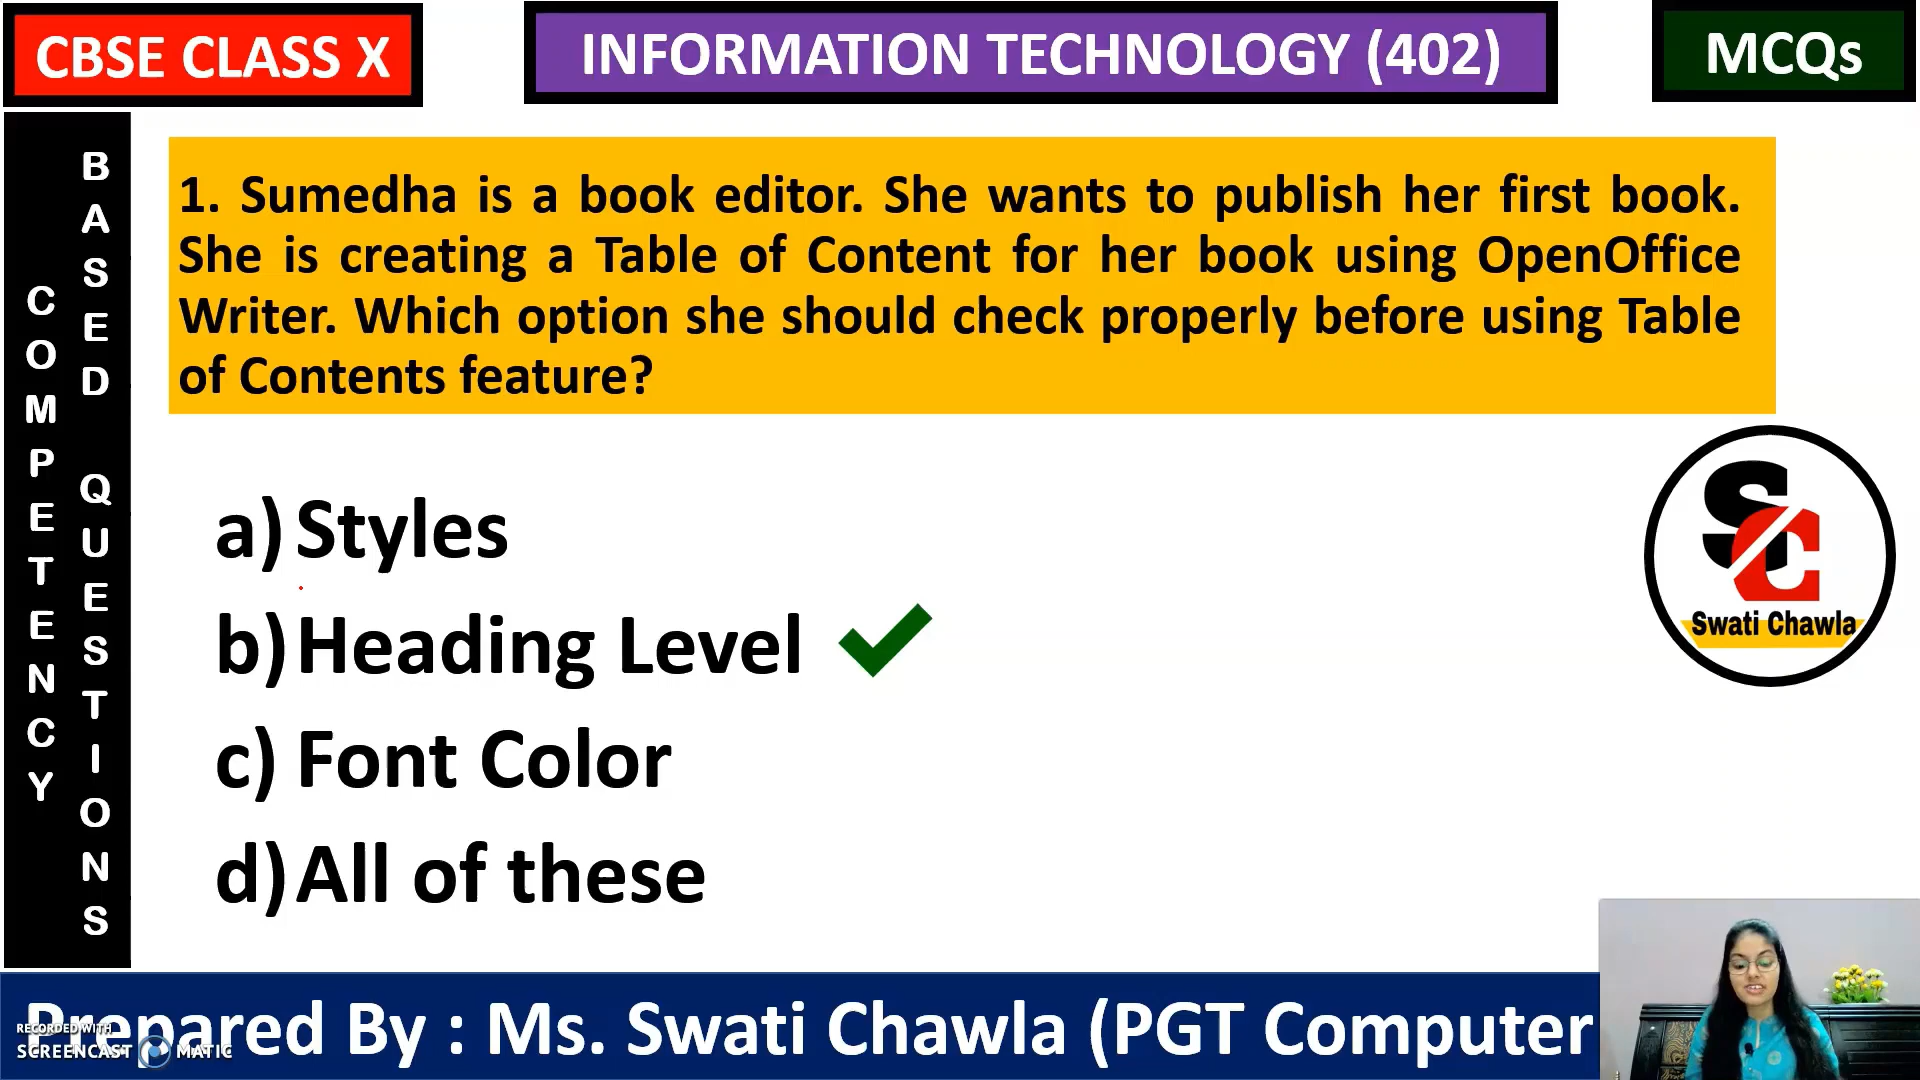 CBSE CLASS X
INFORMATION TECHNOLOGY (402)
MCQs
COMPETENCY
BASED QUESTIONS
1. Sumedha is a book editor. She wants to publish her first book.
She is creating a Table of Content for her book using OpenOffice
Writer. Which option she should check properly before using Table
of Contents feature?
a) Styles
b) Heading Level
c) Font Color
d) All of these
SC
Swati Chawla
Prepared By : Ms. Swati Chawla (PGT Computer
RECORDED WITH
SCREENCAST MATIC